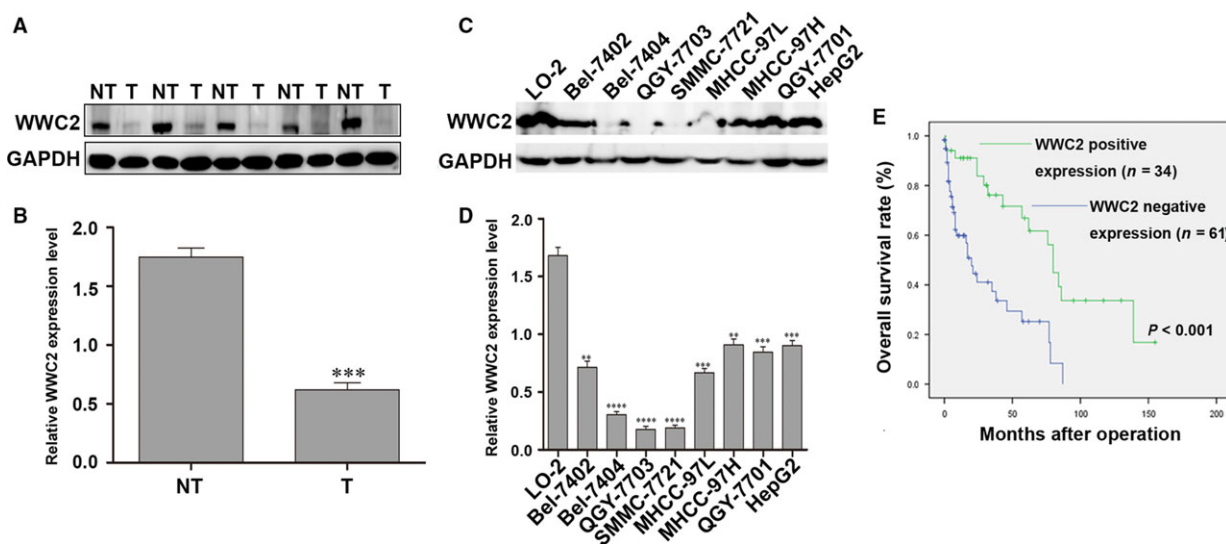 A
NT T NT T NT T NT T NT T
WWC2
GAPDH
B
Relative WWC2 expression level
2.0
1.5
1.0
0.5
0.0
***
NT T
C
LO-2 Bel-7402 Bel-7404 QGY-7703 SMMC-7721 MHCC-97L MHCC-97H QGY-7701 HepG2
WWC2
GAPDH
D
Relative WWC2 expression level
2.0
1.5
1.0
0.5
0.0
** **** **** **** *** ** *** ***
LO-2 Bel-7402 Bel-7404 QGY-7703 SMMC-7721 MHCC-97L MHCC-97H QGY-7701 HepG2
E
Overall survival rate (%)
1.0
0.8
0.6
0.4
0.2
0.0
WWC2 positive
expression (n = 34)
WWC2 negative
expression (n = 61)
P < 0.001
0 50 100 150 200
Months after operation